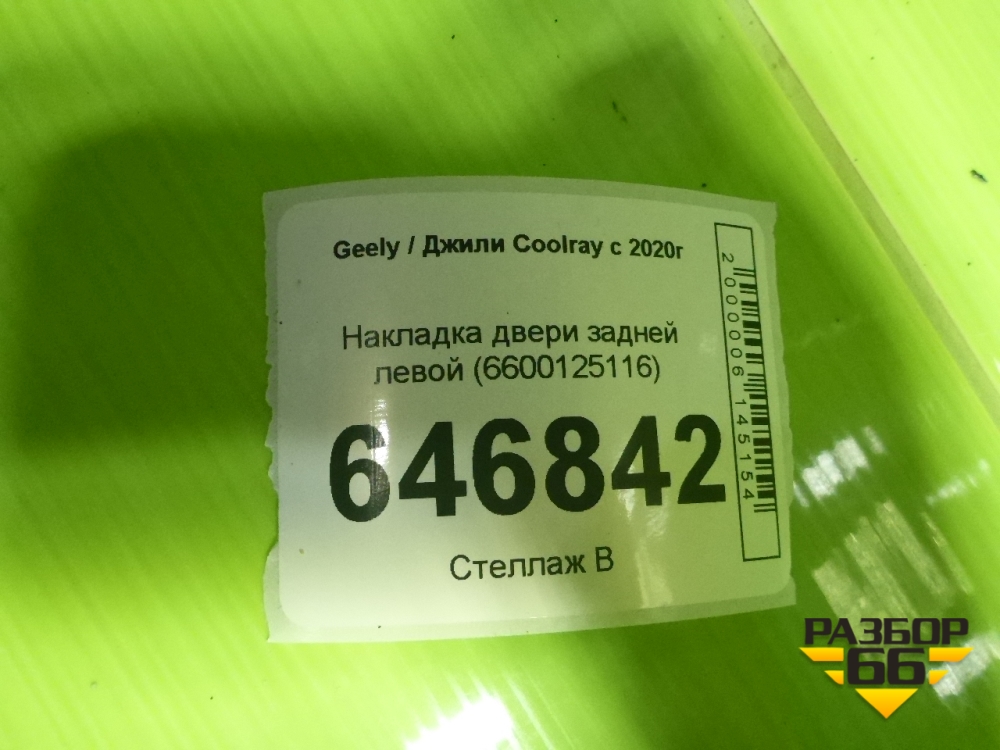 Geely / Джили Coolray с 2020г
Накладка двери задней
левой (6600125116)
646842
Стеллаж В
2000006145154
РАЗБОР
66